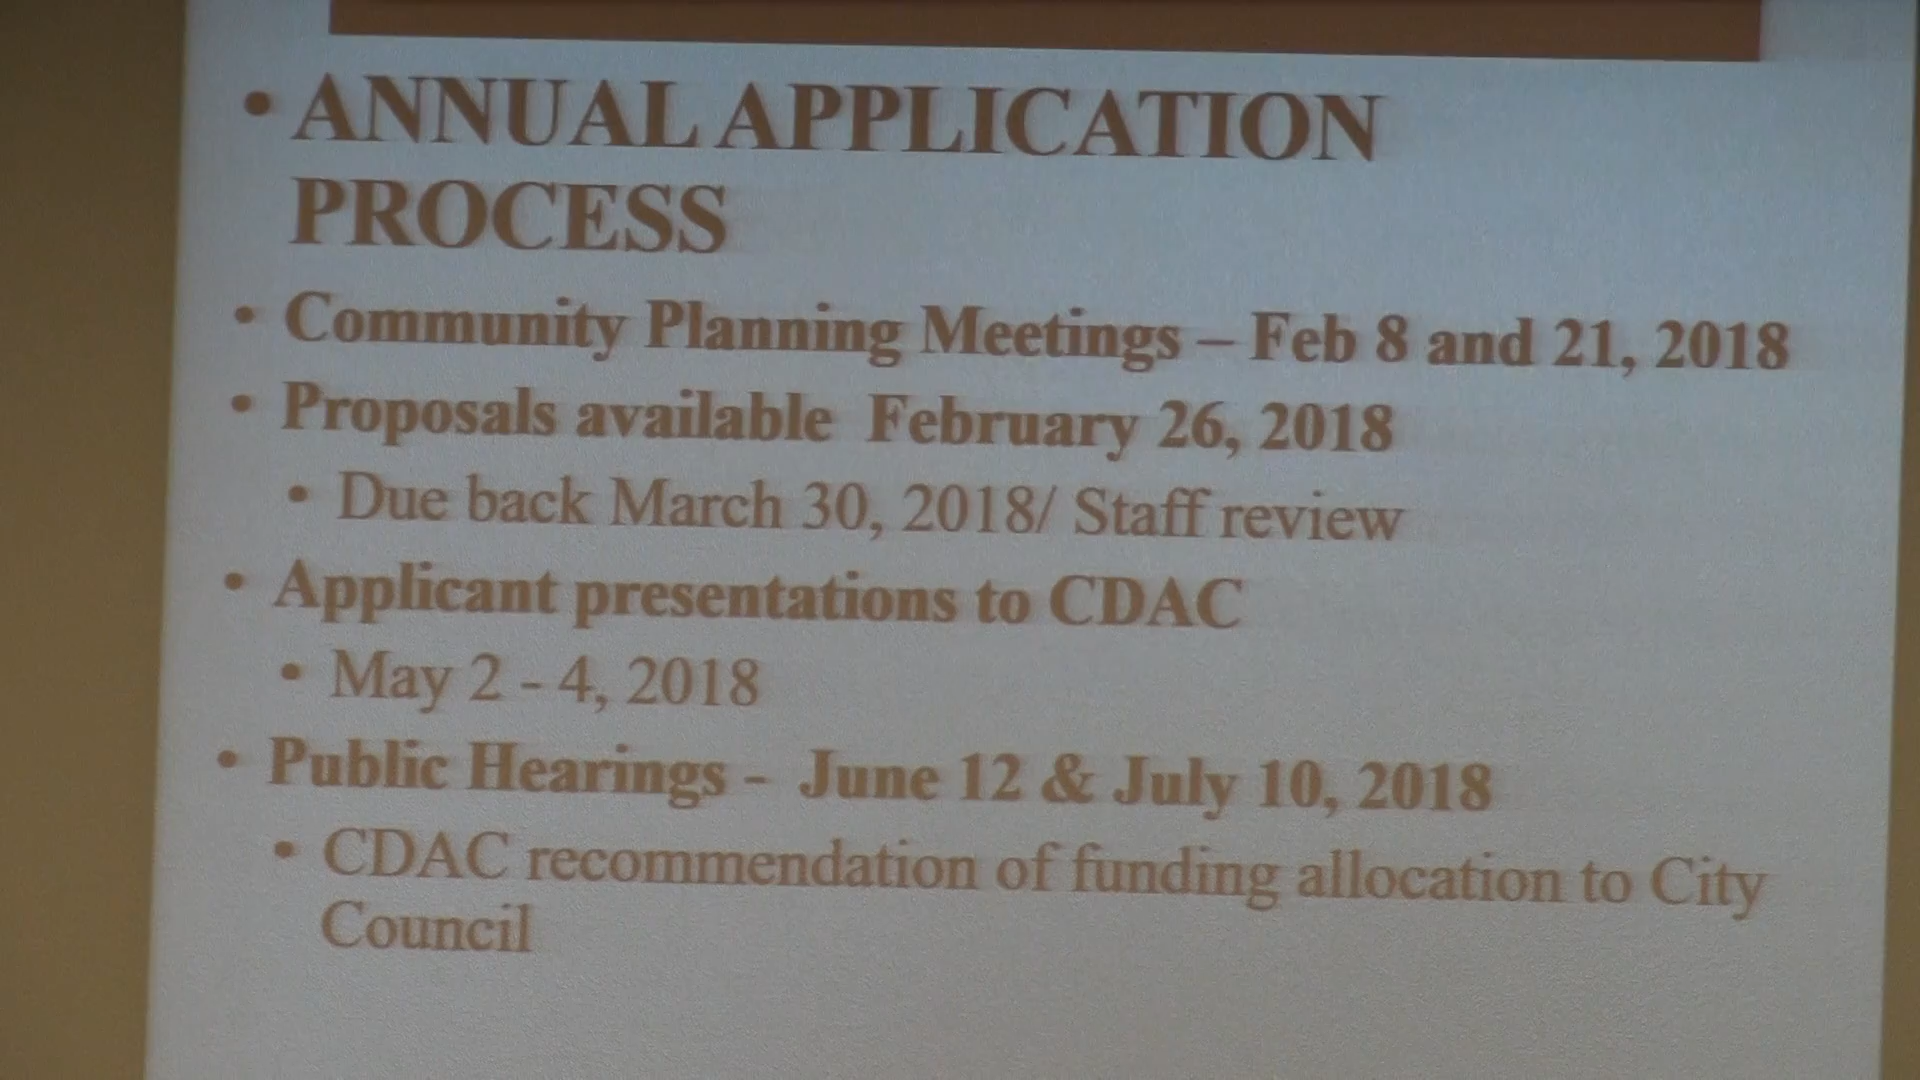 • ANNUAL APPLICATION
PROCESS
• Community Planning Meetings – Feb 8 and 21, 2018
• Proposals available February 26, 2018
• Due back March 30, 2018/ Staff review
• Applicant presentations to CDAC
• May 2 - 4, 2018
• Public Hearings - June 12 & July 10, 2018
• CDAC recommendation of funding allocation to City
Council